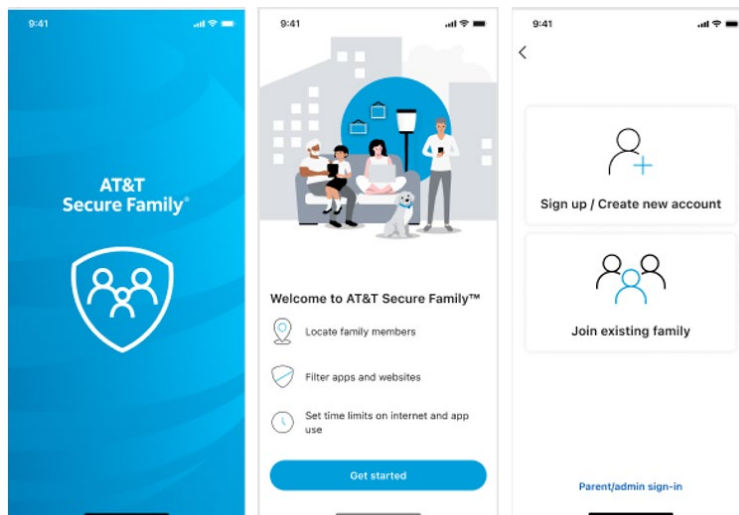 9:41
AT&T
Secure Family®
9:41
Welcome to AT&T Secure Family™
Locate family members
Filter apps and websites
Set time limits on internet and app
use
Get started
9:41
Sign up / Create new account
Join existing family
Parent/admin sign-in